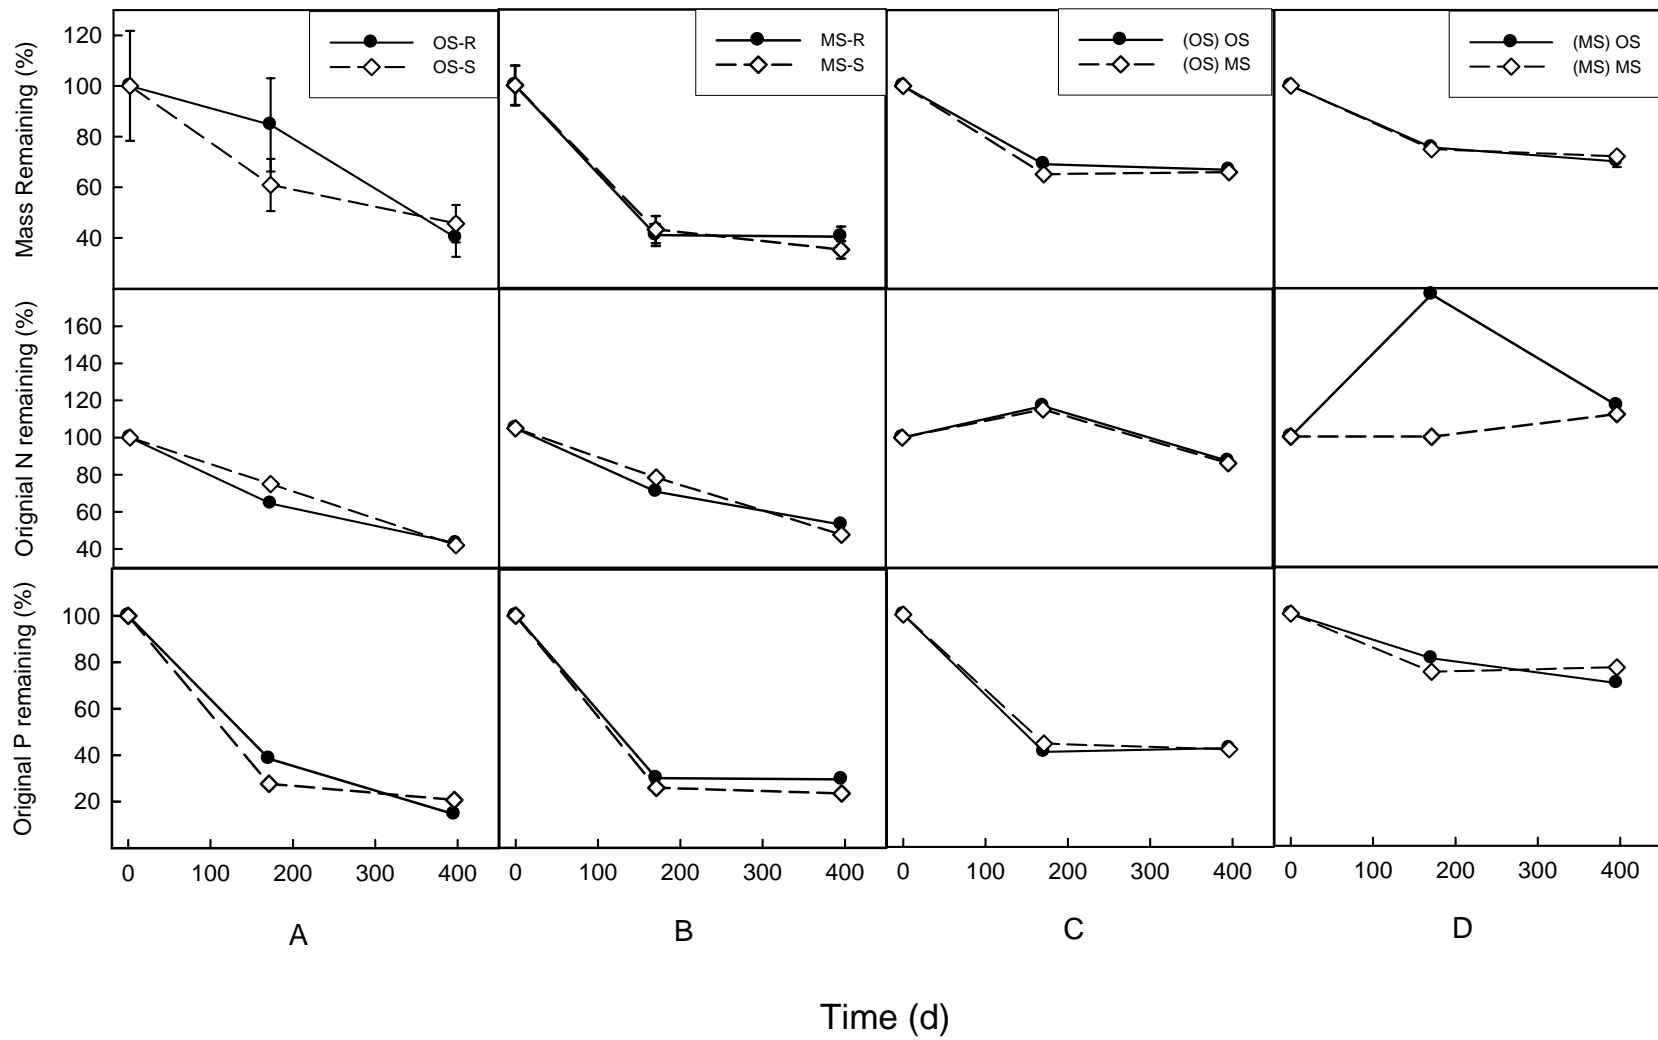 OS-R
OS-S
MS-R
MS-S
(OS) OS
(OS) MS
(MS) OS
(MS) MS
Mass Remaining (%)
120
100
80
60
40
Orignial N remaining (%)
160
140
120
100
80
60
40
Original P remaining (%)
100
80
60
40
20
0 100 200 300 400
0 100 200 300 400
0 100 200 300 400
0 100 200 300 400
A
B
C
D
Time (d)